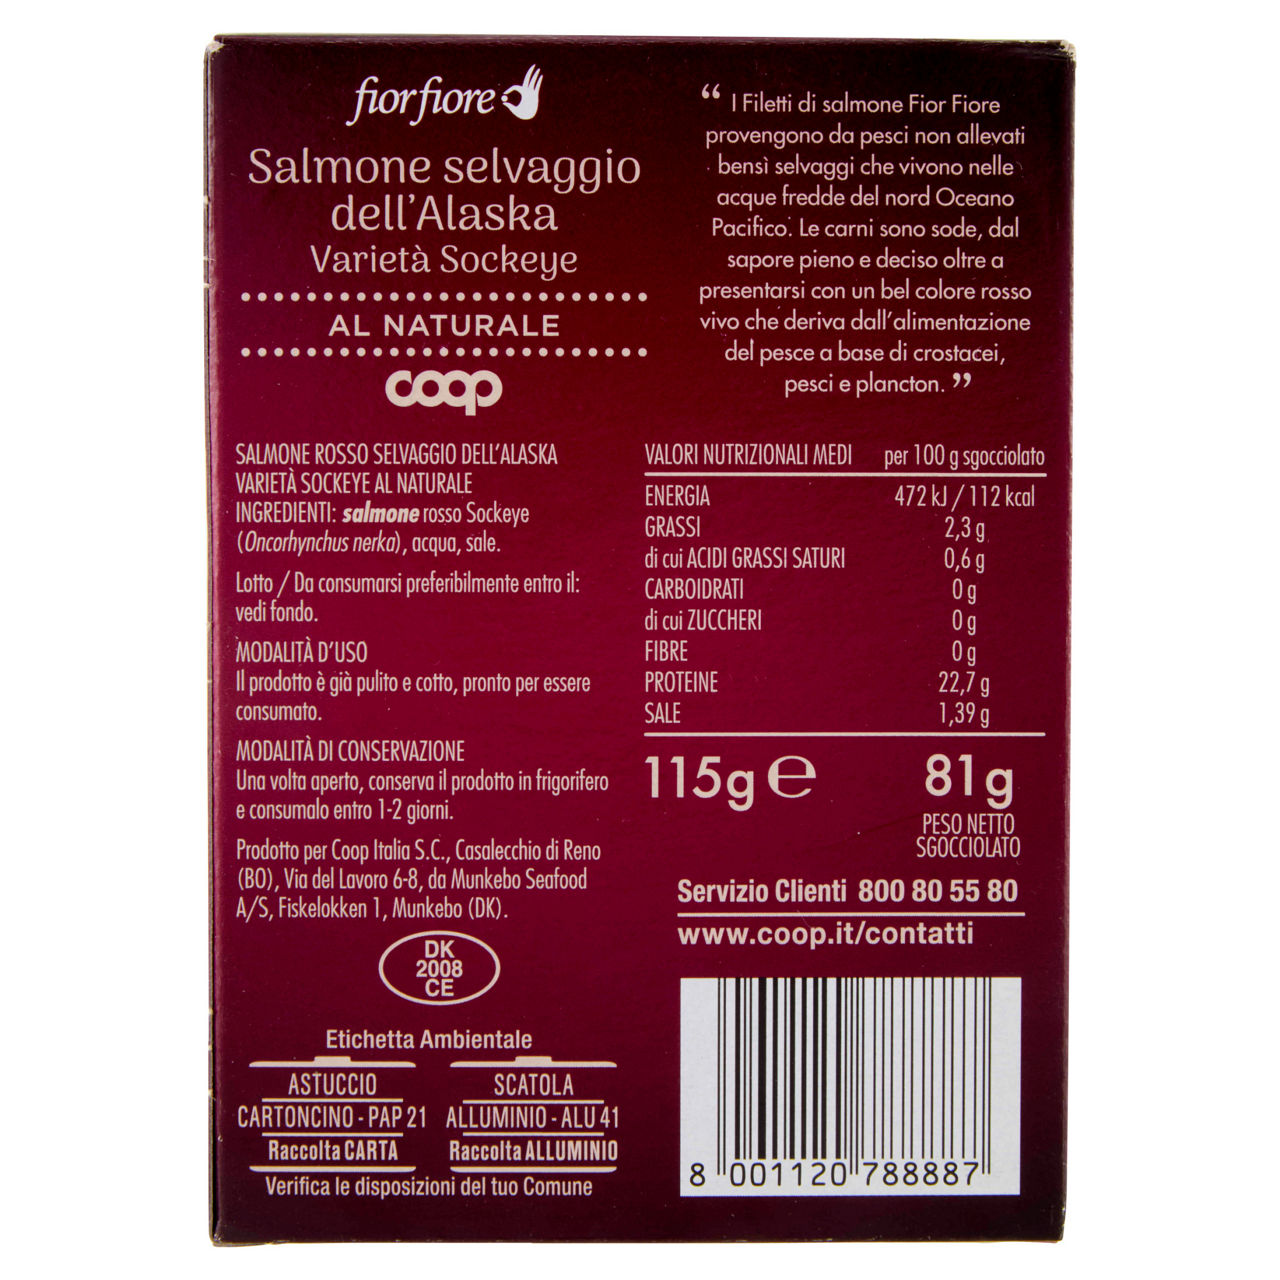 fiorfiore
Salmone selvaggio
dell'Alaska
Varietà Sockeye
AL NATURALE
coop
“ I Filetti di salmone Fior Fiore
provengono da pesci non allevati
bensì selvaggi che vivono nelle
acque fredde del nord Oceano
Pacifico. Le carni sono sode, dal
sapore pieno e deciso oltre a
presentarsi con un bel colore rosso
vivo che deriva dall'alimentazione
del pesce a base di crostacei,
pesci e plancton. ”
SALMONE ROSSO SELVAGGIO DELL'ALASKA
VARIETÀ SOCKEYE AL NATURALE
INGREDIENTI: salmone rosso Sockeye
(Oncorhynchus nerka), acqua, sale.
Lotto / Da consumarsi preferibilmente entro il:
vedi fondo.
MODALITÀ D'USO
Il prodotto è già pulito e cotto, pronto per essere
consumato.
MODALITÀ DI CONSERVAZIONE
Una volta aperto, conserva il prodotto in frigorifero
e consumalo entro 1-2 giorni.
Prodotto per Coop Italia S.C., Casalecchio di Reno
(BO), Via del Lavoro 6-8, da Munkebo Seafood
A/S, Fiskelokken 1, Munkebo (DK).
DK
2008
CE
Etichetta Ambientale
ASTUCCIO
CARTONCINO - PAP 21
Raccolta CARTA
SCATOLA
ALLUMINIO - ALU 41
Raccolta ALLUMINIO
Verifica le disposizioni del tuo Comune
VALORI NUTRIZIONALI MEDI per 100 g sgocciolato
ENERGIA 472 kJ / 112 kcal
GRASSI 2,3 g
di cui ACIDI GRASSI SATURI 0,6 g
CARBOIDRATI 0 g
di cui ZUCCHERI 0 g
FIBRE 0 g
PROTEINE 22,7 g
SALE 1,39 g
115g ℮ 81g
PESO NETTO
SGOCCIOLATO
Servizio Clienti 800 80 55 80
www.coop.it/contatti
8 001120 788887